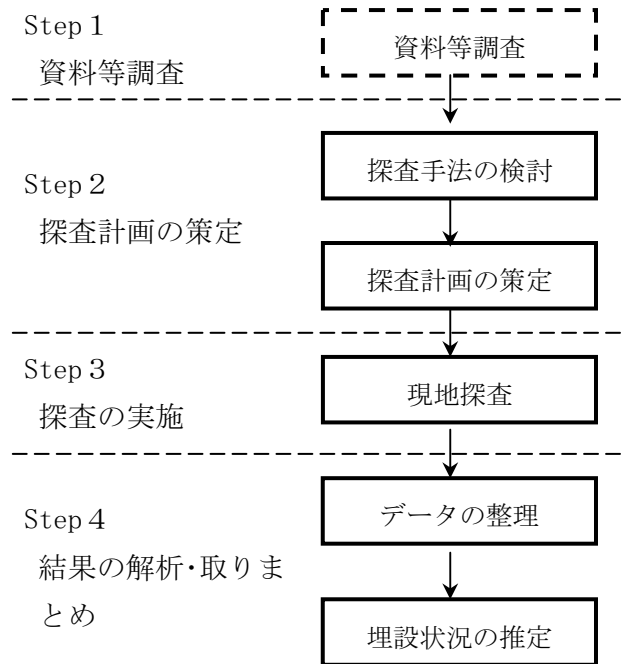 Step１
資料等調査
資料等調査
Step２
探査計画の策定
探査手法の検討
探査計画の策定
Step３
探査の実施
現地探査
Step４
結果の解析･取りま
とめ
データの整理
埋設状況の推定